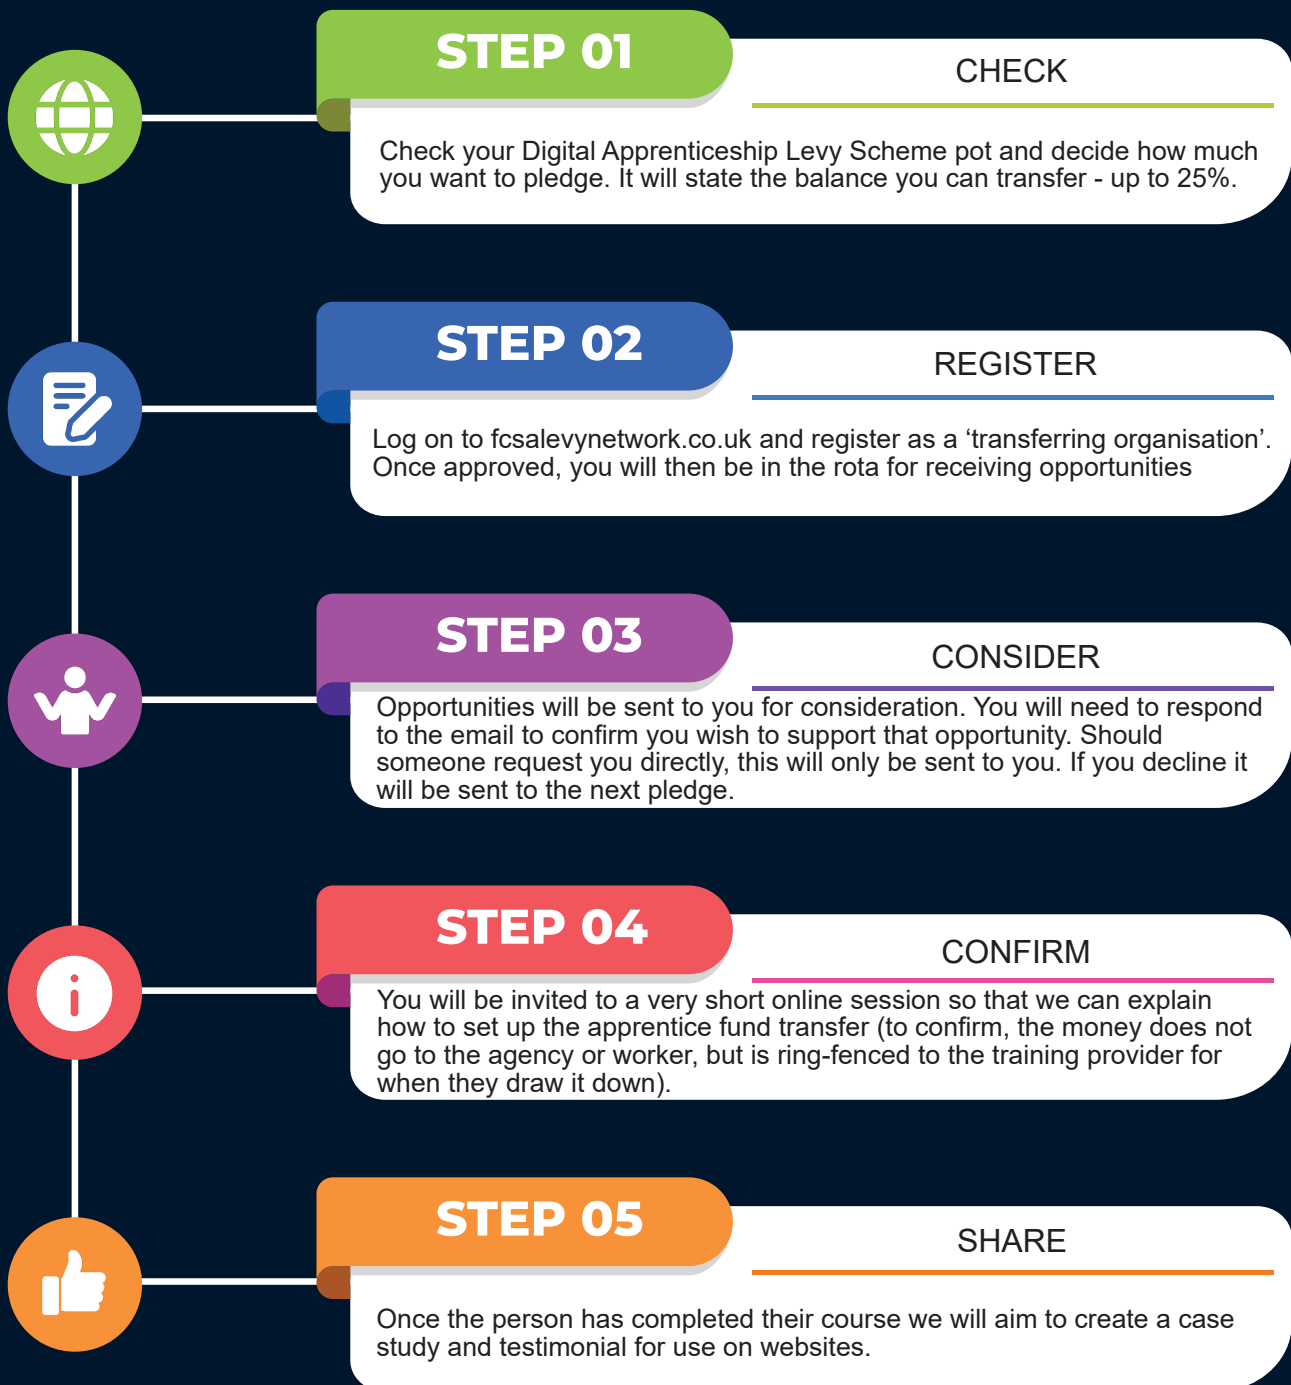 STEP 01
CHECK
Check your Digital Apprenticeship Levy Scheme pot and decide how much
you want to pledge. It will state the balance you can transfer - up to 25%.
STEP 02
REGISTER
Log on to fcsalevynetwork.co.uk and register as a ‘transferring organisation’.
Once approved, you will then be in the rota for receiving opportunities
STEP 03
CONSIDER
Opportunities will be sent to you for consideration. You will need to respond
to the email to confirm you wish to support that opportunity. Should
someone request you directly, this will only be sent to you. If you decline it
will be sent to the next pledge.
STEP 04
CONFIRM
You will be invited to a very short online session so that we can explain
how to set up the apprentice fund transfer (to confirm, the money does not
go to the agency or worker, but is ring-fenced to the training provider for
when they draw it down).
STEP 05
SHARE
Once the person has completed their course we will aim to create a case
study and testimonial for use on websites.